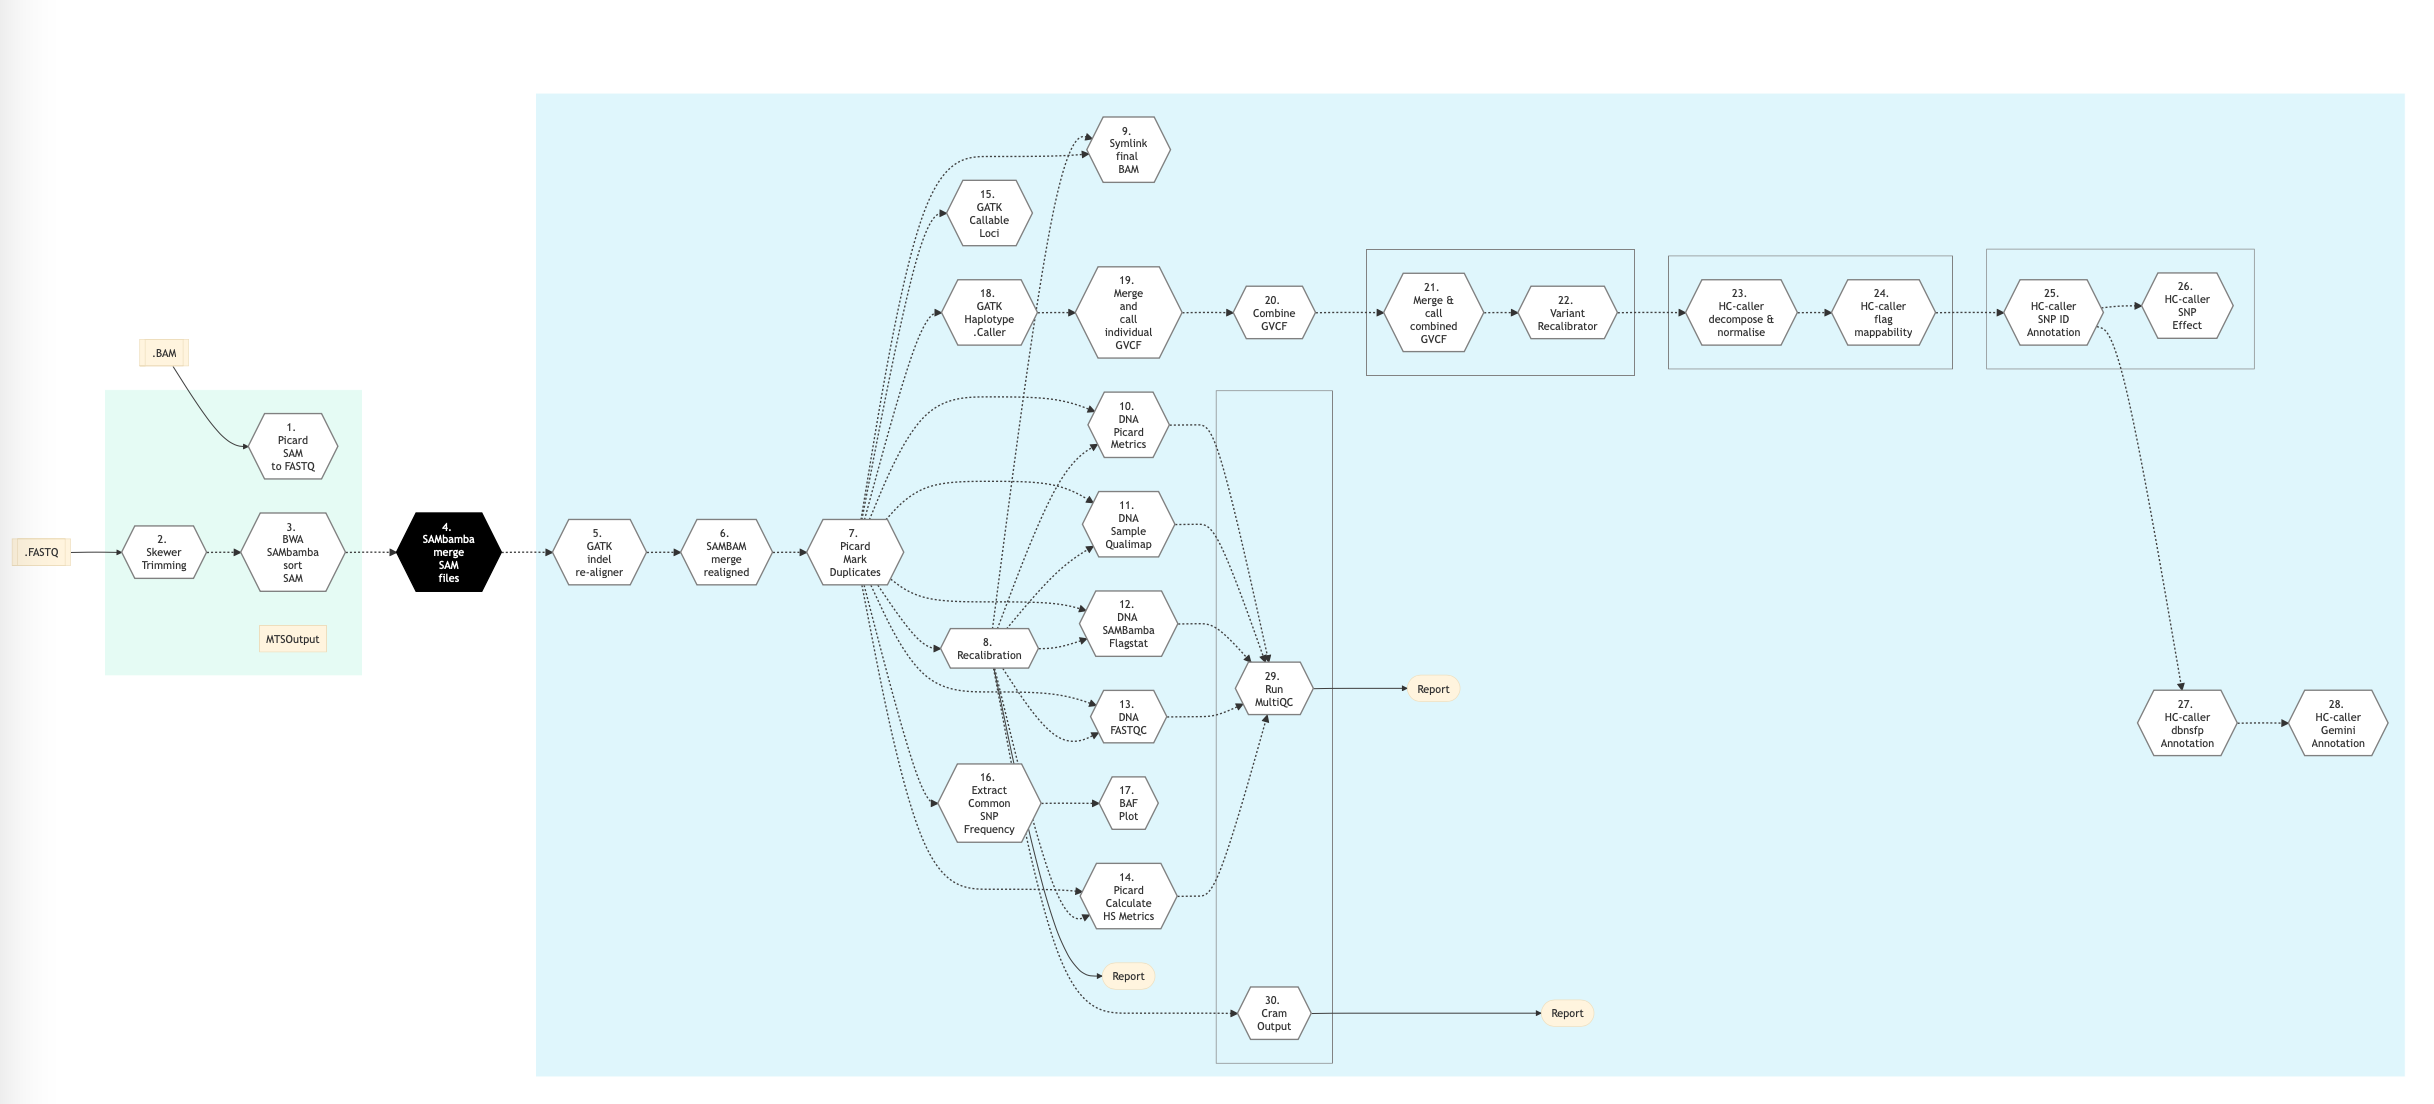 .BAM
1.
Picard
SAM
to FASTQ
.FASTQ
2.
Skewer
Trimming
3.
BWA
SAMbamba
sort
SAM
MTSOutput
4.
SAMbamba
merge
SAM
files
5.
GATK
indel
re-aligner
6.
SAMBAM
merge
realigned
7.
Picard
Mark
Duplicates
8.
Recalibration
9.
Symlink
final
BAM
15.
GATK
Callable
Loci
18.
GATK
Haplotype
.Caller
19.
Merge
and
call
individual
GVCF
20.
Combine
GVCF
21.
Merge &
call
combined
GVCF
22.
Variant
Recalibrator
23.
HC-caller
decompose &
normalise
24.
HC-caller
flag
mappability
25.
HC-caller
SNP ID
Annotation
26.
HC-caller
SNP
Effect
10.
DNA
Picard
Metrics
11.
DNA
Sample
Qualimap
12.
DNA
SAMBamba
Flagstat
13.
DNA
FASTQC
16.
Extract
Common
SNP
Frequency
17.
BAF
Plot
14.
Picard
Calculate
HS Metrics
Report
29.
Run
MultiQC
Report
30.
Cram
Output
Report
27.
HC-caller
dbnsfp
Annotation
28.
HC-caller
Gemini
Annotation